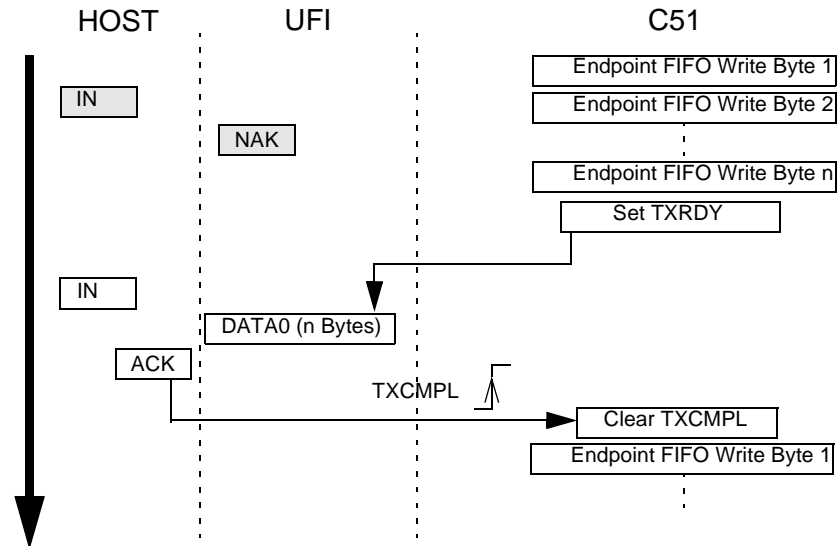 HOST UFI C51
Endpoint FIFO Write Byte 1
IN
Endpoint FIFO Write Byte 2
NAK
Endpoint FIFO Write Byte n
Set TXRDY
IN
DATA0 (n Bytes)
ACK
TXCMPL
Clear TXCMPL
Endpoint FIFO Write Byte 1